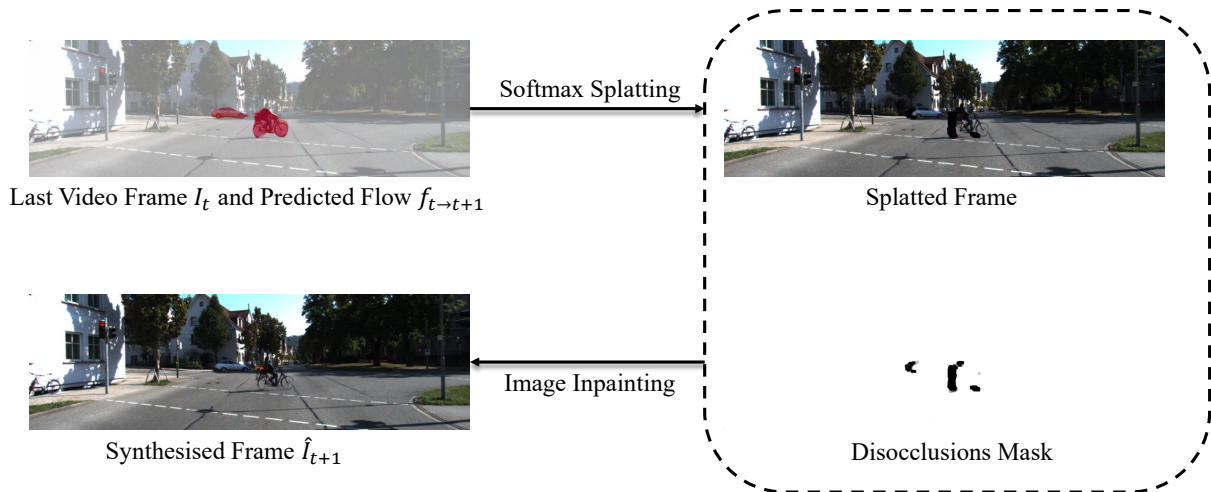 Softmax Splatting
Last Video Frame I_t and Predicted Flow f_{t→t+1}
Splatted Frame
Image Inpainting
Synthesised Frame Î_{t+1}
Disocclusions Mask